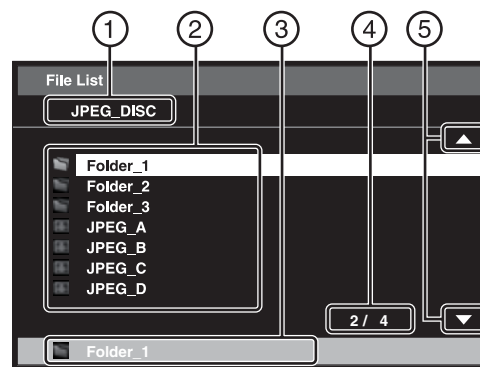 ① ② ③ ④ ⑤
File List
JPEG_DISC
Folder_1
Folder_2
Folder_3
JPEG_A
JPEG_B
JPEG_C
JPEG_D
2 / 4
Folder_1